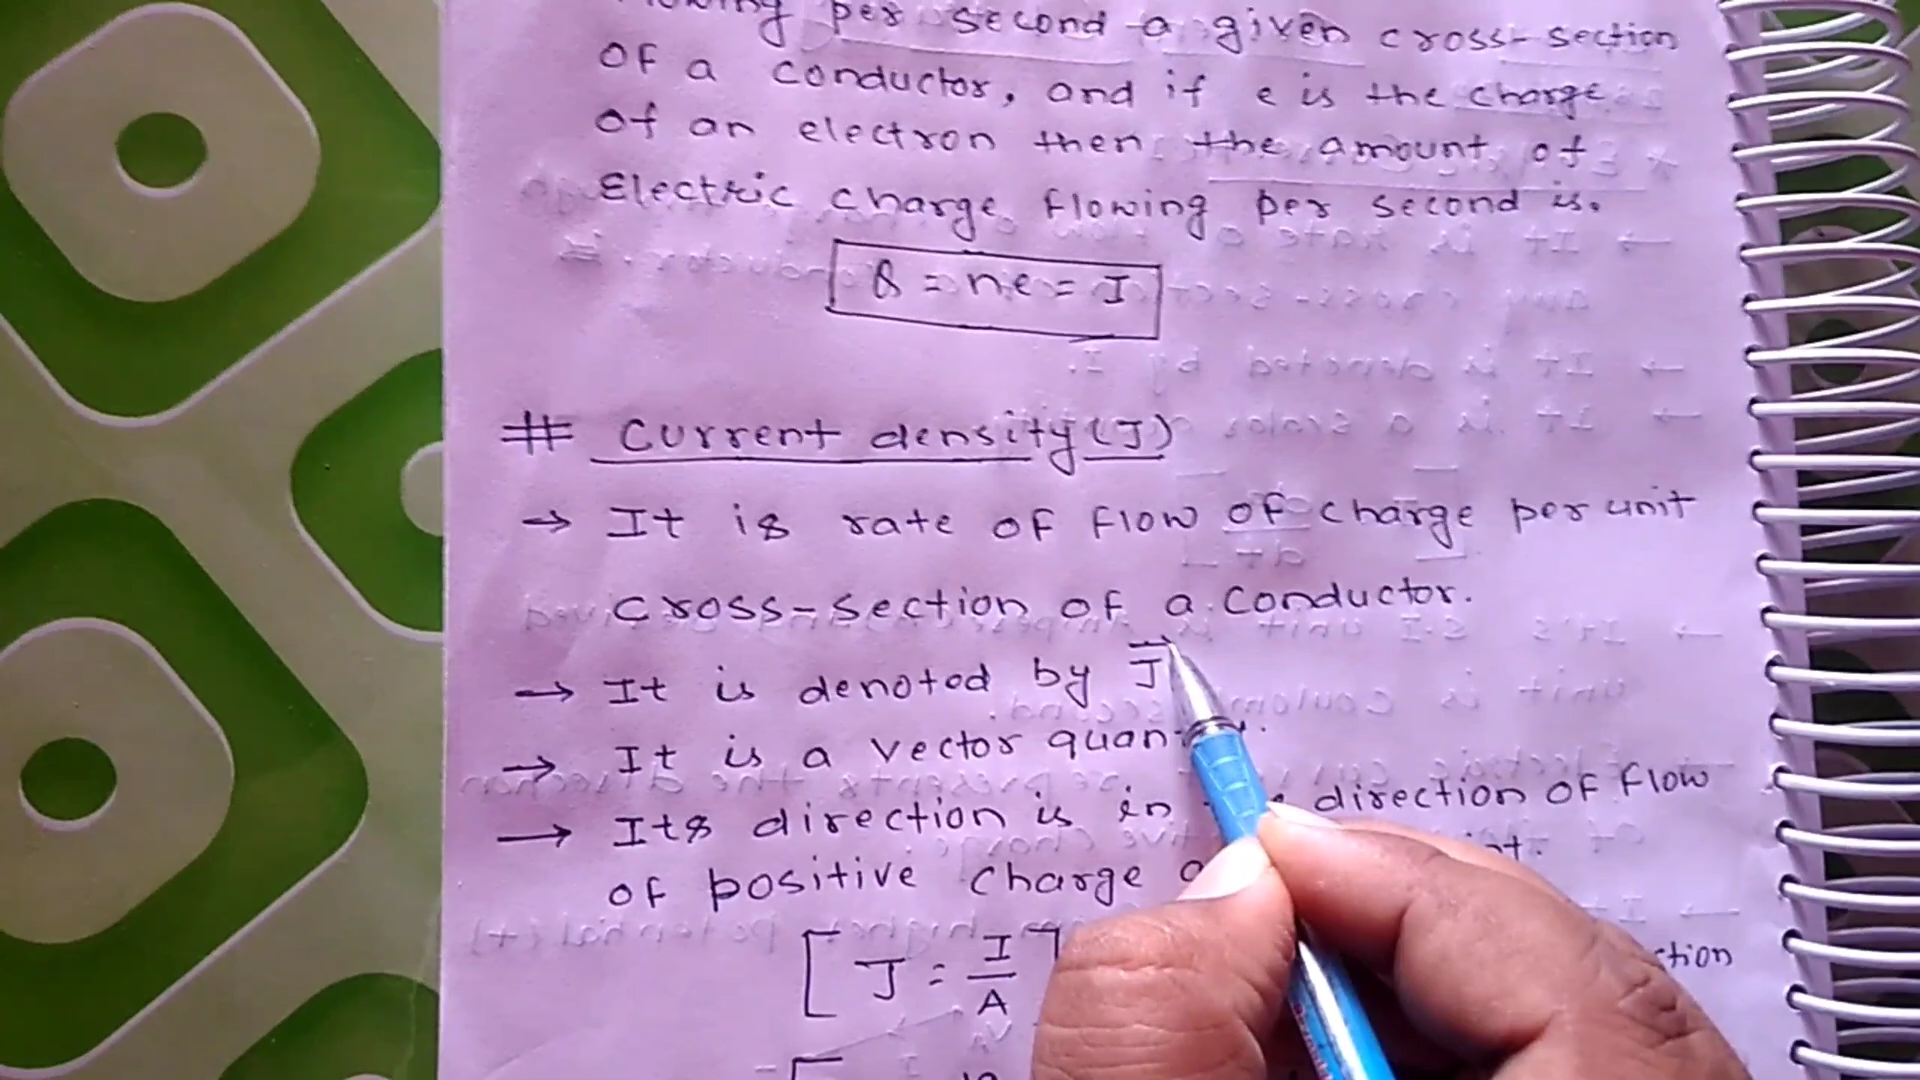 per second a given cross-section
of a conductor, and if e is the charge
of an electron then the amount of
Electric charge flowing per second is.
Q = ne = I
# Current density (J)
→ It is rate of flow of charge per unit
cross-section of a conductor.
→ It is denoted by J⃗
→ It is a vector
→ Its direction is in direction of flow
of positive charge
[J = I/A]